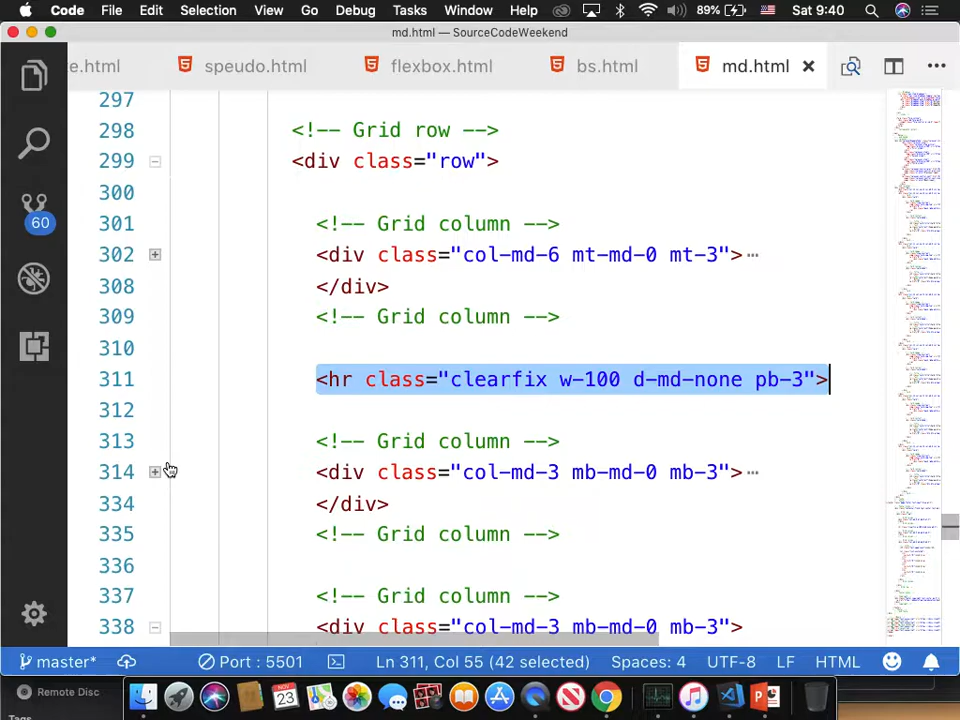 Code File Edit Selection View Go Debug Tasks Window Help 89% Sat 9:40
md.html — SourceCodeWeekend
e.html speudo.html flexbox.html bs.html md.html
297
298 <!-- Grid row -->
299 <div class="row">
300
301 <!-- Grid column -->
302 <div class="col-md-6 mt-md-0 mt-3">
308 </div>
309 <!-- Grid column -->
310
311 <hr class="clearfix w-100 d-md-none pb-3">
312
313 <!-- Grid column -->
314 <div class="col-md-3 mb-md-0 mb-3">
334 </div>
335 <!-- Grid column -->
336
337 <!-- Grid column -->
338 <div class="col-md-3 mb-md-0 mb-3">
60
master* Port : 5501 Ln 311, Col 55 (42 selected) Spaces: 4 UTF-8 LF HTML
Remote Disc
Tags
NOV
23